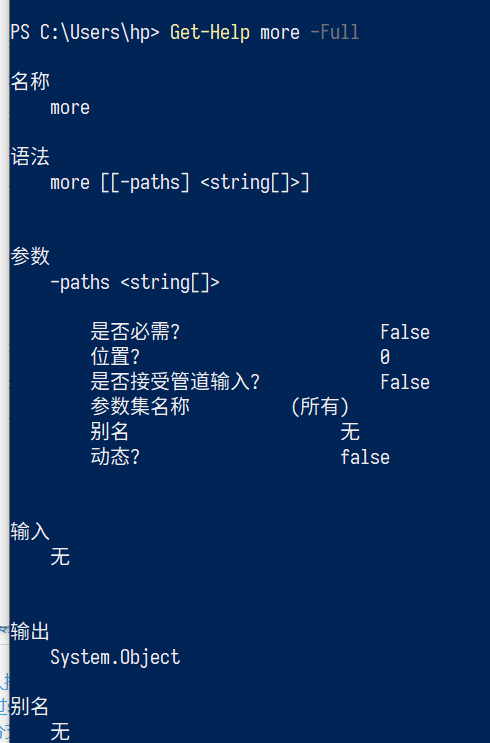 PS C:\Users\hp> Get-Help more -Full
名称
more
语法
more [[-paths] <string[]>]
参数
-paths <string[]>
是否必需? False
位置? 0
是否接受管道输入? False
参数集名称 (所有)
别名 无
动态? false
输入
无
输出
System.Object
别名
无